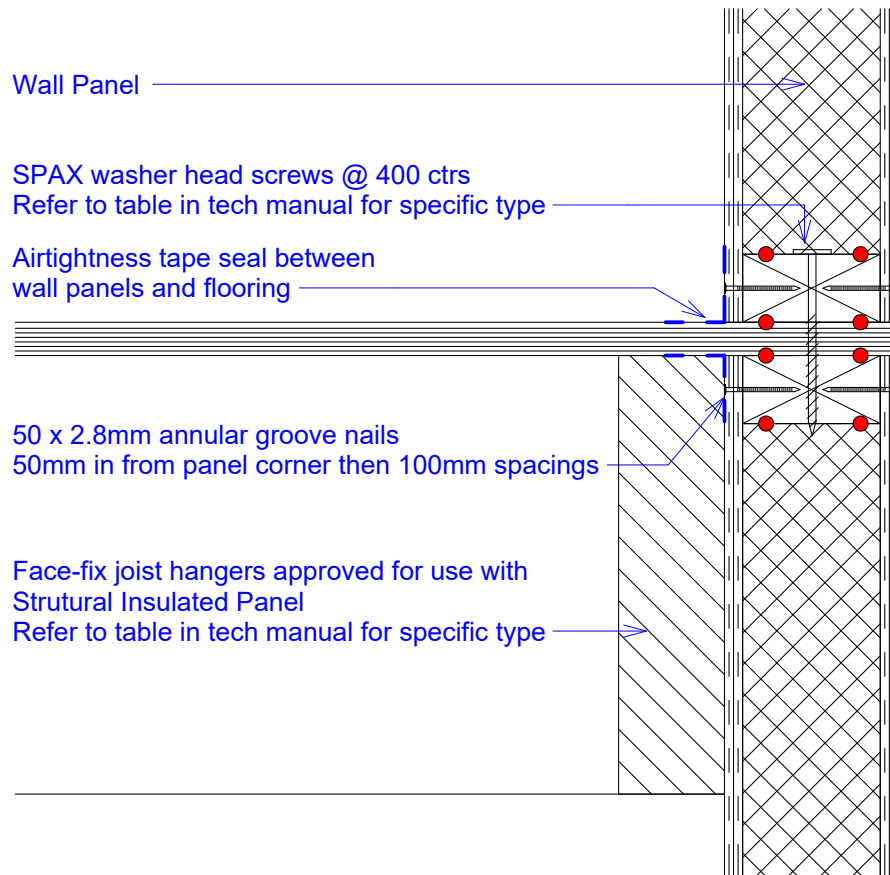 Wall Panel
SPAX washer head screws @ 400 ctrs
Refer to table in tech manual for specific type
Airtightness tape seal between
wall panels and flooring
50 x 2.8mm annular groove nails
50mm in from panel corner then 100mm spacings
Face-fix joist hangers approved for use with
Strutural Insulated Panel
Refer to table in tech manual for specific type